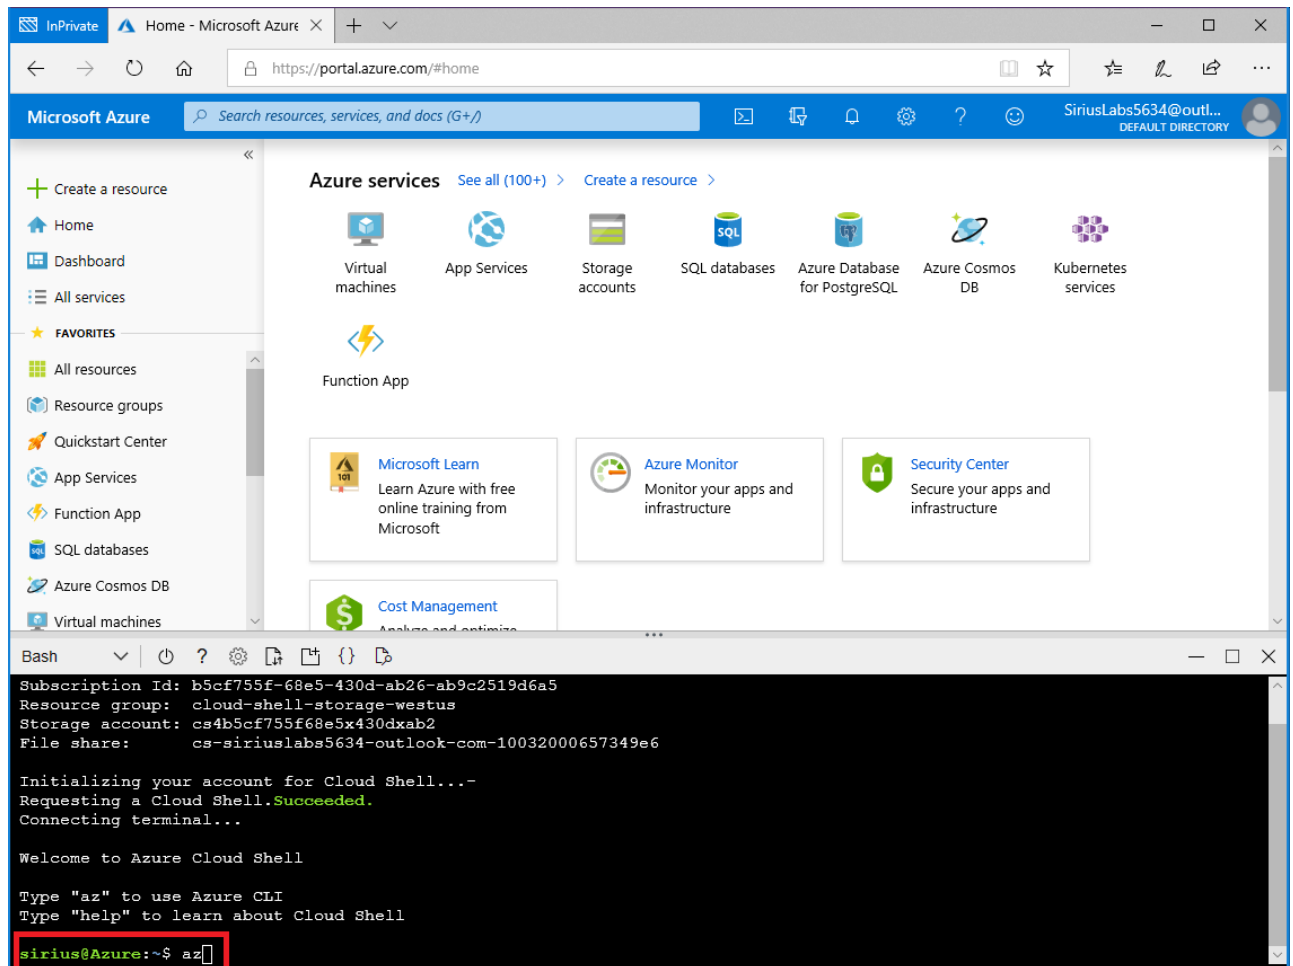 InPrivate
Home - Microsoft Azure
https://portal.azure.com/#home
Microsoft Azure
Search resources, services, and docs (G+/)
SiriusLabs5634@outl...
DEFAULT DIRECTORY
Create a resource
Home
Dashboard
All services
FAVORITES
All resources
Resource groups
Quickstart Center
App Services
Function App
SQL databases
Azure Cosmos DB
Virtual machines
Azure services See all (100+) > Create a resource >
Virtual
machines
App Services
Storage
accounts
SQL
SQL databases
Azure Database
for PostgreSQL
Azure Cosmos
DB
Kubernetes
services
Function App
101
Microsoft Learn
Learn Azure with free
online training from
Microsoft
Azure Monitor
Monitor your apps and
infrastructure
Security Center
Secure your apps and
infrastructure
Cost Management
Analyze and optimize
Bash
Subscription Id: b5cf755f-68e5-430d-ab26-ab9c2519d6a5
Resource group: cloud-shell-storage-westus
Storage account: cs4b5cf755f68e5x430dxab2
File share: cs-siriuslabs5634-outlook-com-10032000657349e6
Initializing your account for Cloud Shell...-
Requesting a Cloud Shell.Succeeded.
Connecting terminal...
Welcome to Azure Cloud Shell
Type "az" to use Azure CLI
Type "help" to learn about Cloud Shell
sirius@Azure:~$ az